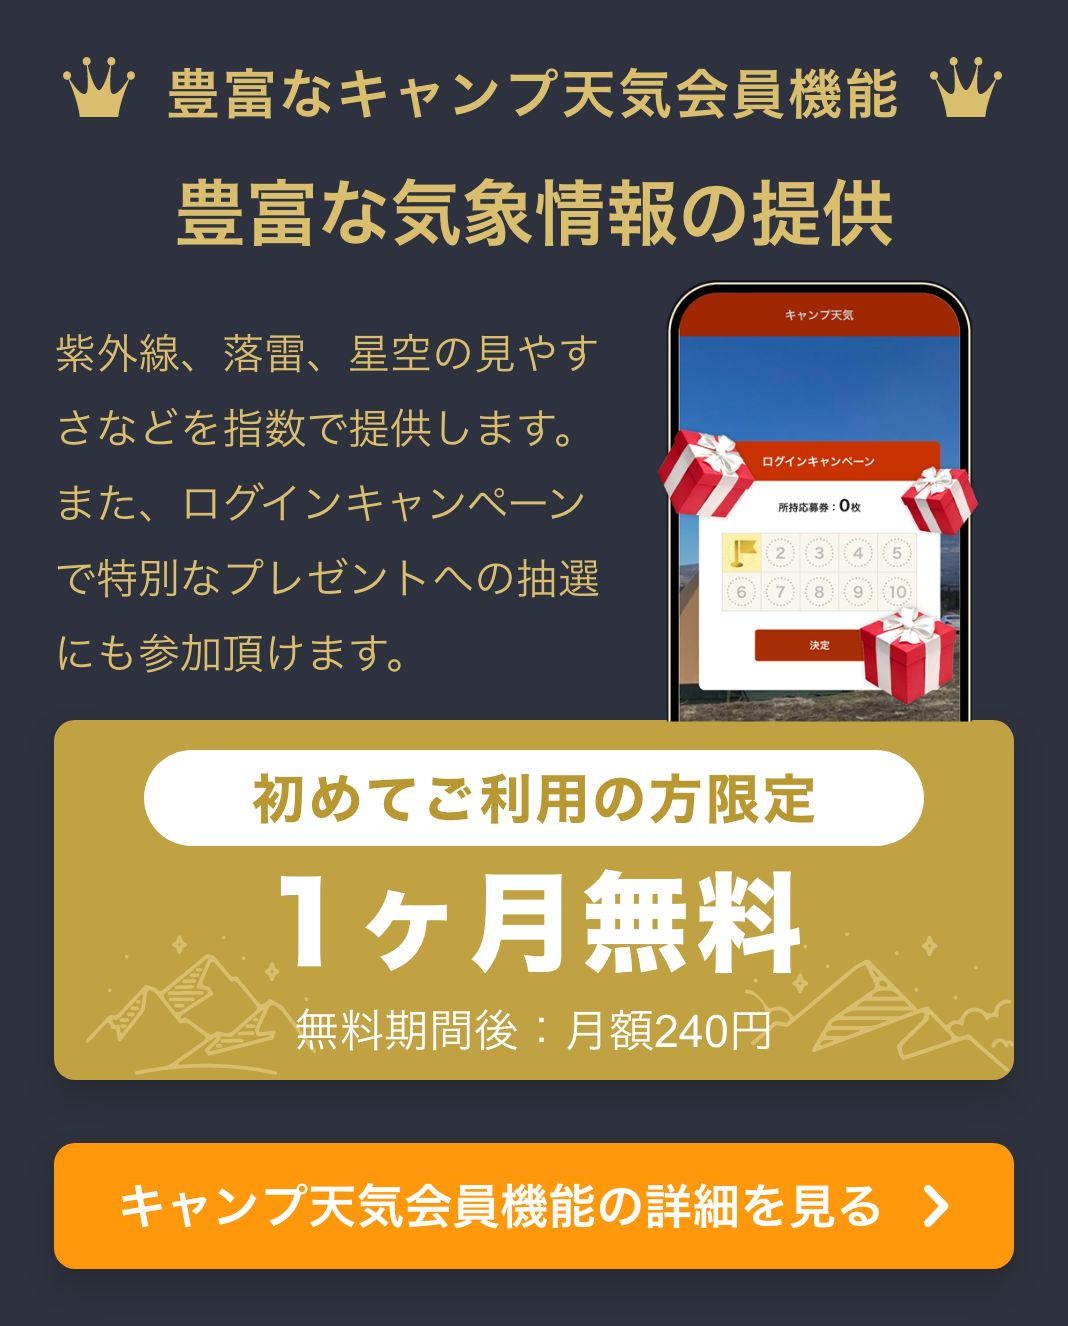 豊富なキャンプ天気会員機能
豊富な気象情報の提供
紫外線、落雷、星空の見やす
さなどを指数で提供します。
また、ログインキャンペーン
で特別なプレゼントへの抽選
にも参加頂けます。
キャンプ天気
ログインキャンペーン
所持応募券：0枚
2 3 4 5
6 7 8 9 10
決定
初めてご利用の方限定
1ヶ月無料
無料期間後：月額240円
キャンプ天気会員機能の詳細を見る